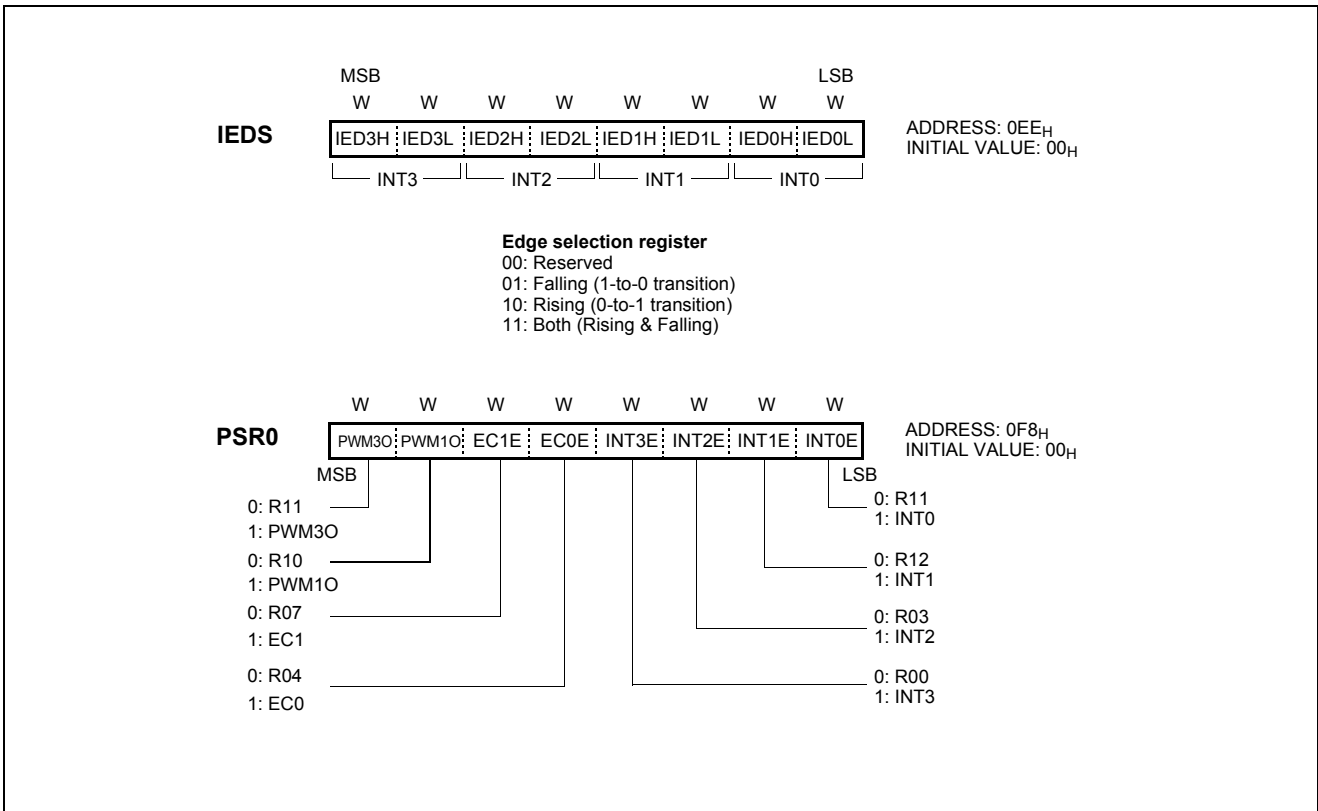 MSB LSB
W W W W W W W W
IEDS IED3H IED3L IED2H IED2L IED1H IED1L IED0H IED0L ADDRESS: 0EEH
INITIAL VALUE: 00H
INT3 INT2 INT1 INT0
Edge selection register
00: Reserved
01: Falling (1-to-0 transition)
10: Rising (0-to-1 transition)
11: Both (Rising & Falling)
W W W W W W W W
PSR0 PWM3O PWM1O EC1E EC0E INT3E INT2E INT1E INT0E ADDRESS: 0F8H
INITIAL VALUE: 00H
MSB LSB
0: R11
1: PWM3O
0: R10
1: PWM1O
0: R07
1: EC1
0: R04
1: EC0
0: R11
1: INT0
0: R12
1: INT1
0: R03
1: INT2
0: R00
1: INT3